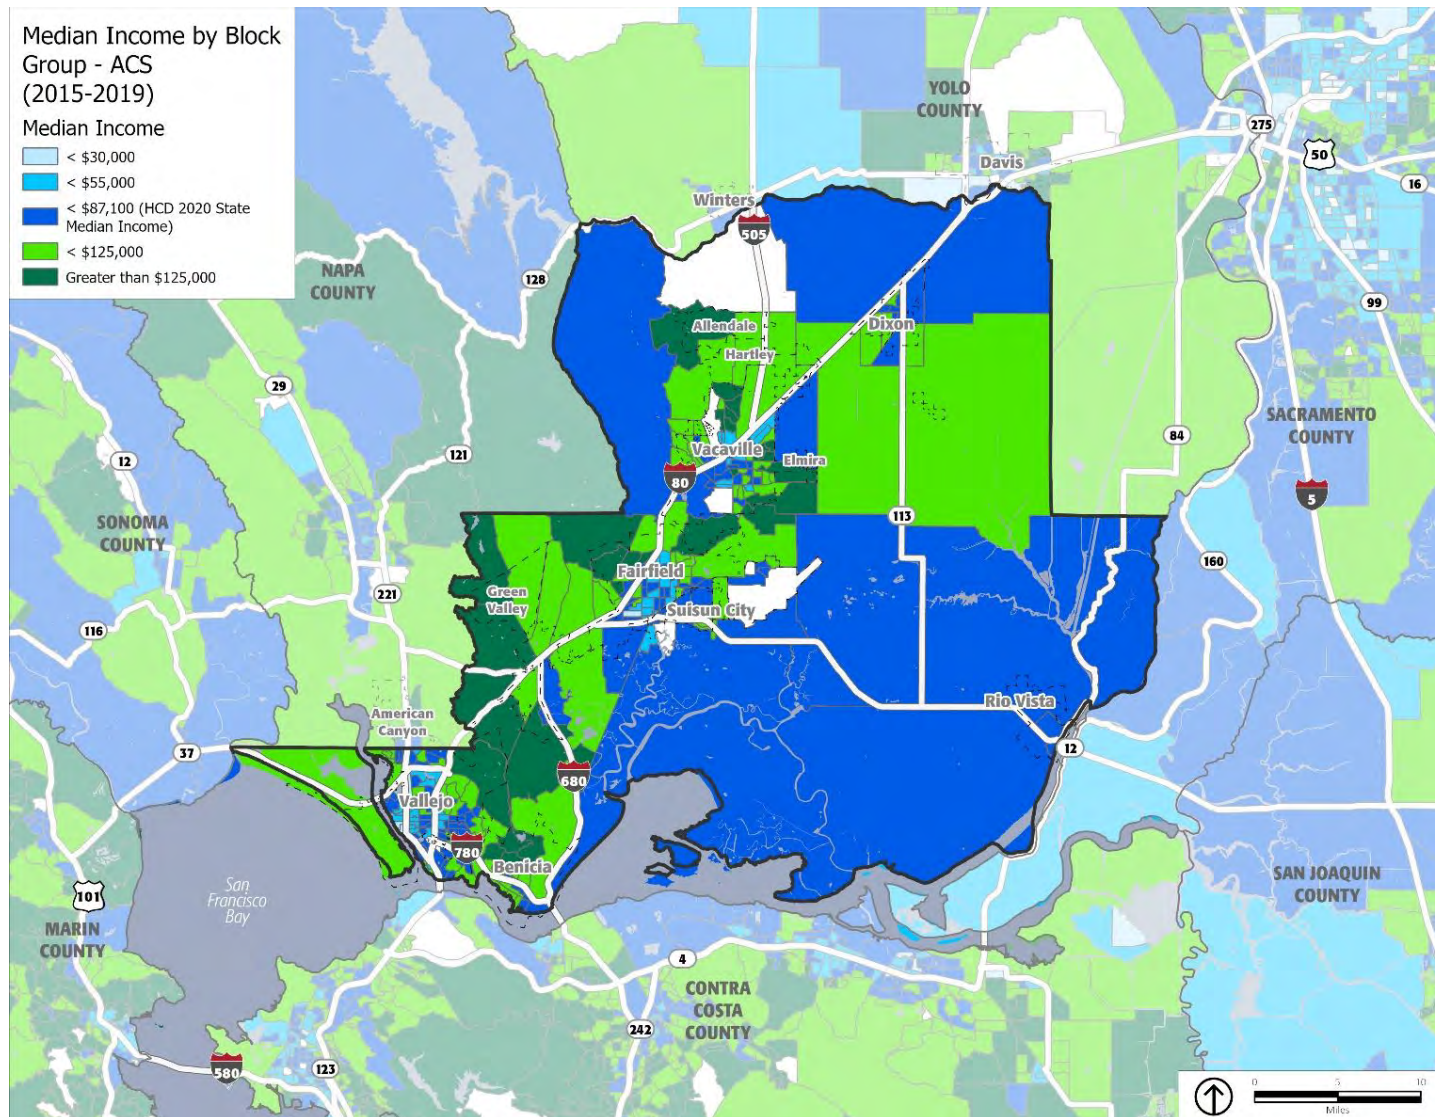 Median Income by Block
Group - ACS
(2015-2019)
Median Income
< $30,000
< $55,000
< $87,100 (HCD 2020 State
Median Income)
< $125,000
Greater than $125,000
YOLO
COUNTY
275
50
Davis
16
Winters
505
NAPA
COUNTY
128
99
Allendale
Dixon
Hartley
29
SACRAMENTO
COUNTY
84
12
121
Vacaville
Elmira
80
5
113
SONOMA
COUNTY
160
Fairfield
221
Green
Valley
Suisun City
116
Rio Vista
American
Canyon
37
12
680
Vallejo
780
Benicia
San
Francisco
Bay
101
SAN JOAQUIN
COUNTY
MARIN
COUNTY
4
CONTRA
COSTA
COUNTY
242
580
123
0 5 10
Miles